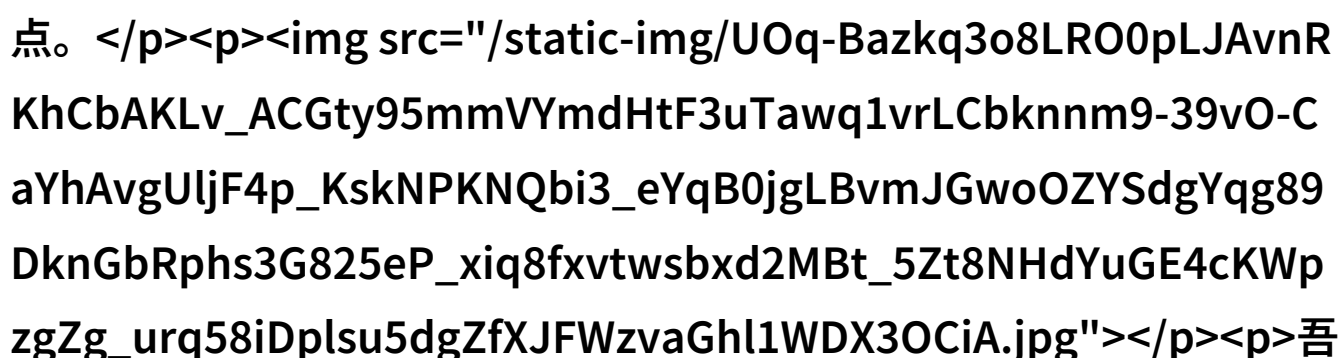 点。</p><p><img src="/static-img/UOq-Bazkq3o8LRO0pLJAvnR
KhCbAKLv_ACGty95mmVYmdHtF3uTawq1vrLCbknnm9-39vO-C
aYhAvgUljF4p_KskNPKNQbi3_eYqB0jgLBvmJGwoOZYSdgYqg89
DknGbRphs3G825eP_xiq8fxvtwsbxd2MBt_5Zt8NHdYuGE4cKWp
zgZg_urq58iDplsu5dgZfXJFWzvaGhl1WDX3OCiA.jpg"></p><p>吾